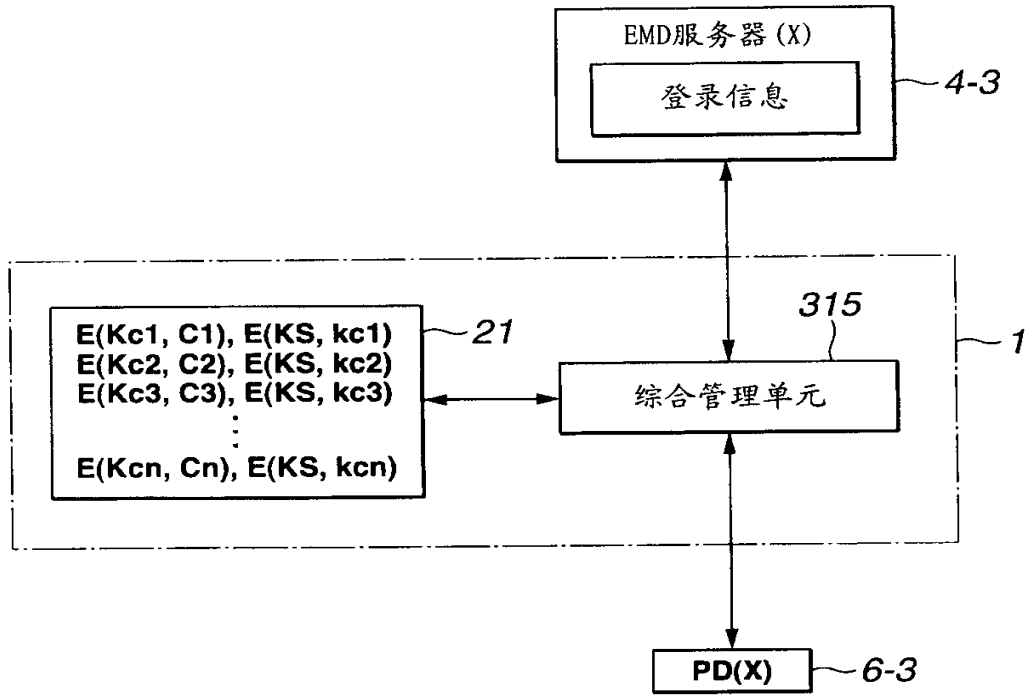 EMD服务器(X)
登录信息
4-3
E(Kc1, C1), E(KS, kc1)
E(Kc2, C2), E(KS, kc2)
E(Kc3, C3), E(KS, kc3)
E(Kcn, Cn), E(KS, kcn)
21
315
综合管理单元
1
PD(X)
6-3